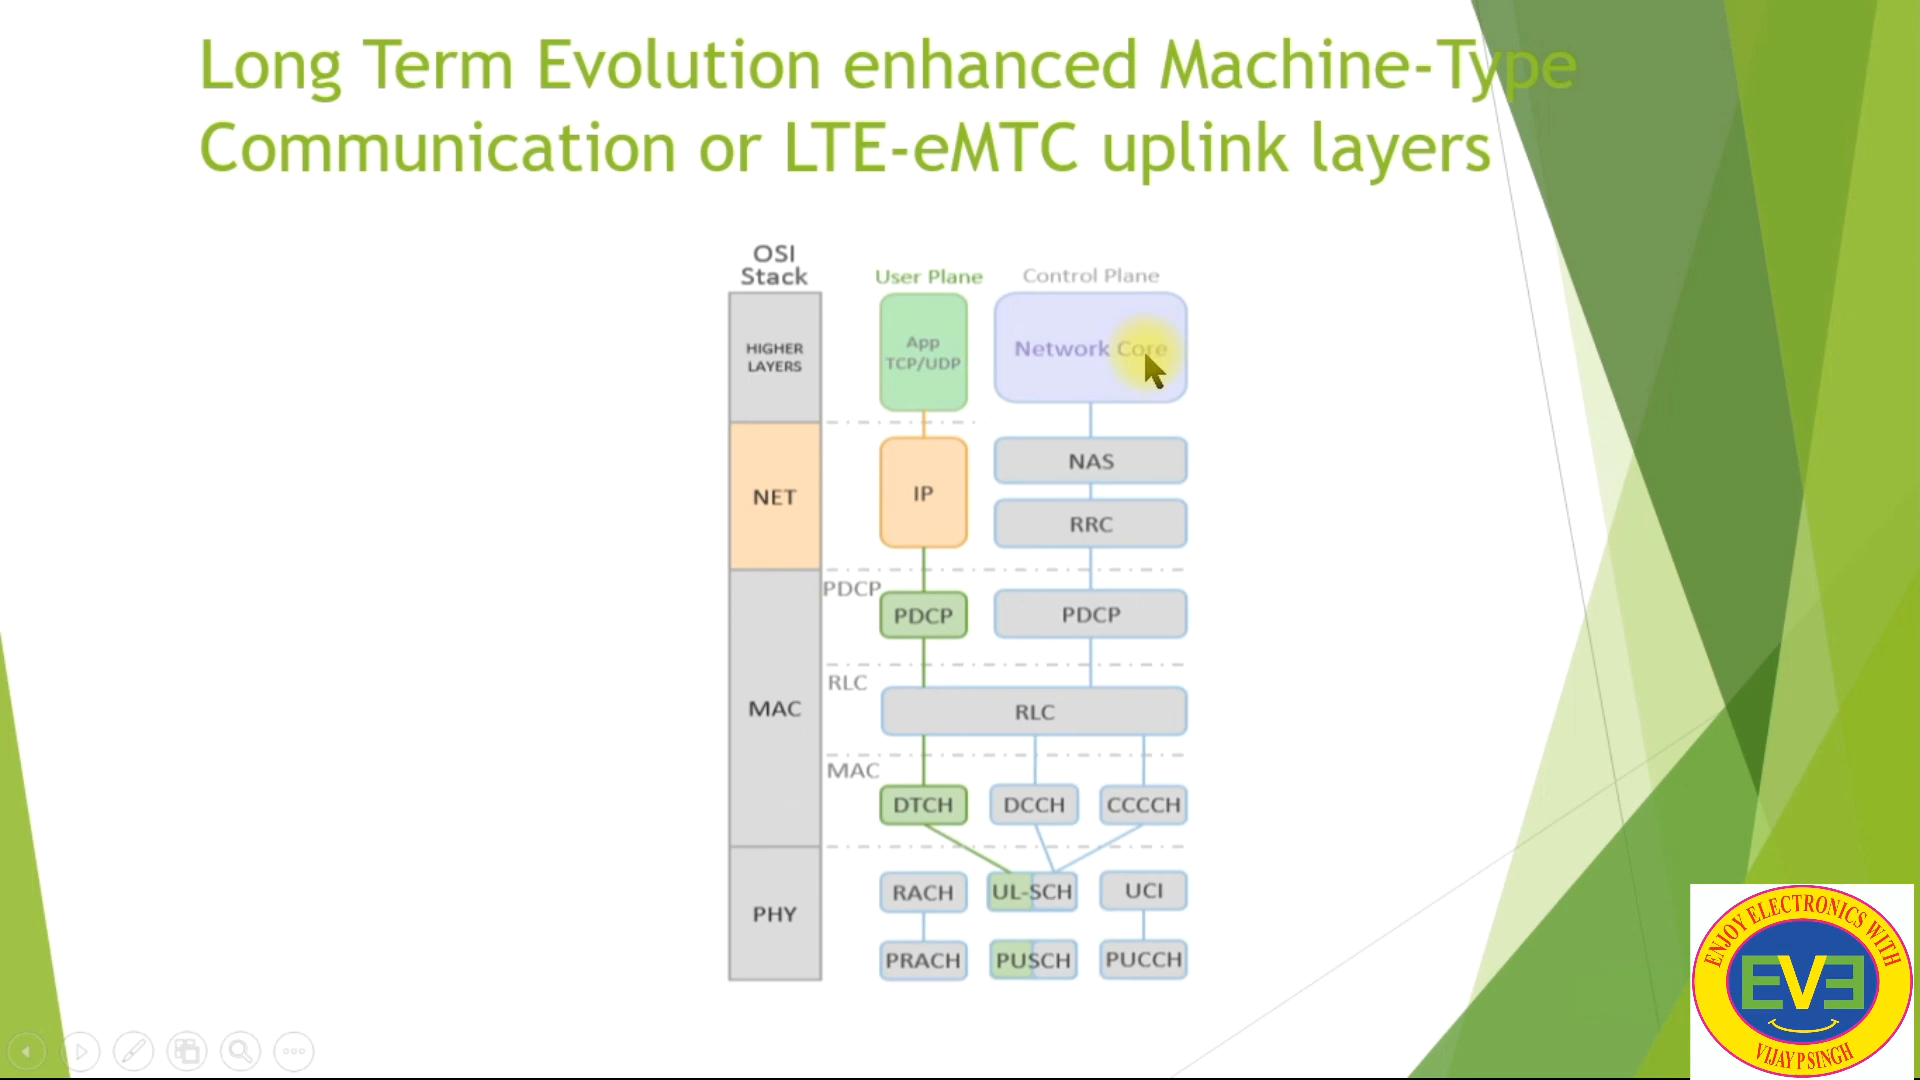 Long Term Evolution enhanced Machine-Type
Communication or LTE-eMTC uplink layers
OSI
Stack
User Plane
Control Plane
HIGHER
LAYERS
App
TCP/UDP
Network Core
NET
IP
NAS
RRC
MAC
PDCP
PDCP
PDCP
RLC
RLC
MAC
DTCH
DCCH
CCCCH
PHY
RACH
UL-SCH
UCI
PRACH
PUSCH
PUCCH
ENJOY ELECTRONICS WITH
EVE
VIJAY P SINGH